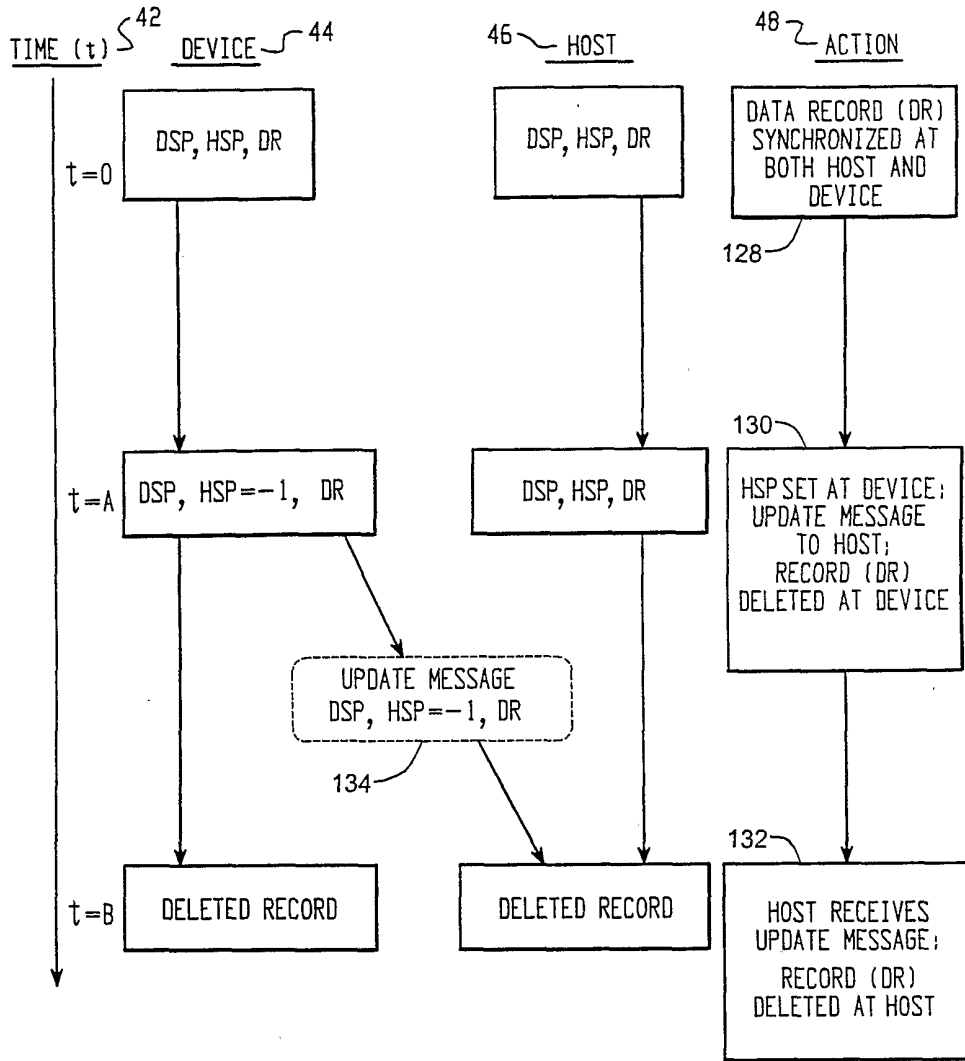 42
44
46
48
TIME (t)
DEVICE
HOST
ACTION
DSP, HSP, DR
DSP, HSP, DR
DATA RECORD (DR)
SYNCHRONIZED AT
BOTH HOST AND
DEVICE
t=0
128
130
t=A
DSP, HSP=-1, DR
DSP, HSP, DR
HSP SET AT DEVICE;
UPDATE MESSAGE
TO HOST;
RECORD (DR)
DELETED AT DEVICE
UPDATE MESSAGE
DSP, HSP=-1, DR
134
132
t=B
DELETED RECORD
DELETED RECORD
HOST RECEIVES
UPDATE MESSAGE;
RECORD (DR)
DELETED AT HOST